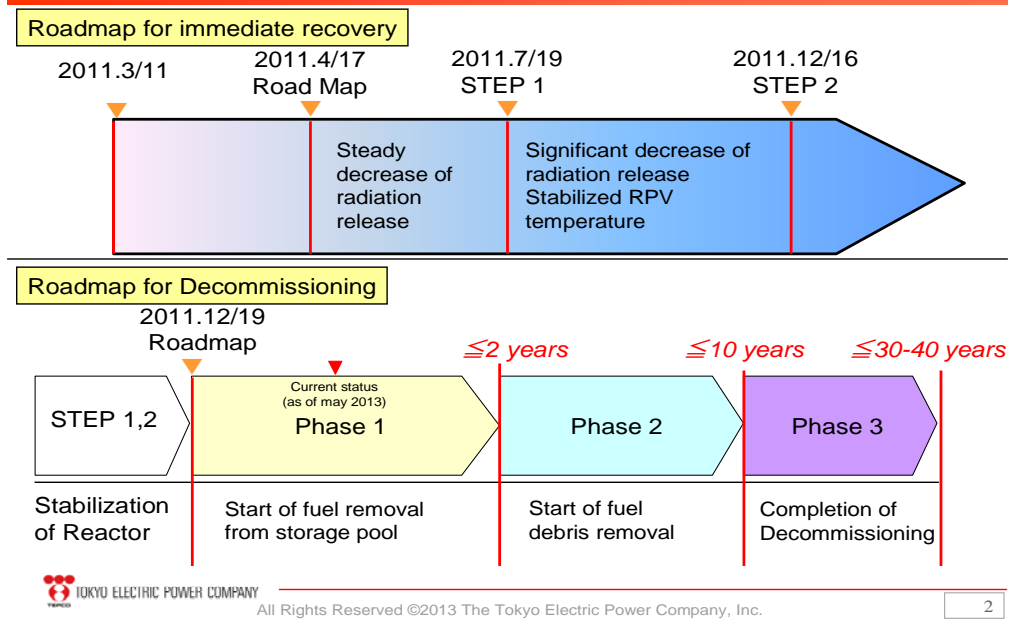 Roadmap for immediate recovery
2011.3/11
2011.4/17
Road Map
2011.7/19
STEP 1
2011.12/16
STEP 2
Steady
decrease of
radiation
release
Significant decrease of
radiation release
Stabilized RPV
temperature
Roadmap for Decommissioning
2011.12/19
Roadmap
≦2 years
≦10 years
≦30-40 years
STEP 1,2
Current status
(as of may 2013)
Phase 1
Phase 2
Phase 3
Stabilization
of Reactor
Start of fuel removal
from storage pool
Start of fuel
debris removal
Completion of
Decommissioning
TEPCO
TOKYO ELECTRIC POWER COMPANY
All Rights Reserved ©2013 The Tokyo Electric Power Company, Inc.
2